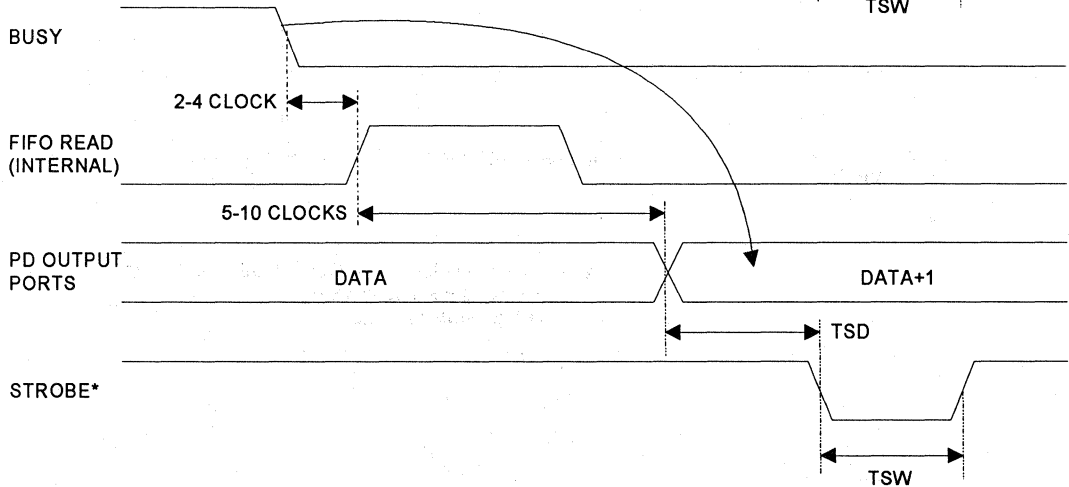 TSW
BUSY
2-4 CLOCK
FIFO READ
(INTERNAL)
5-10 CLOCKS
PD OUTPUT
PORTS
DATA
DATA+1
TSD
STROBE*
TSW